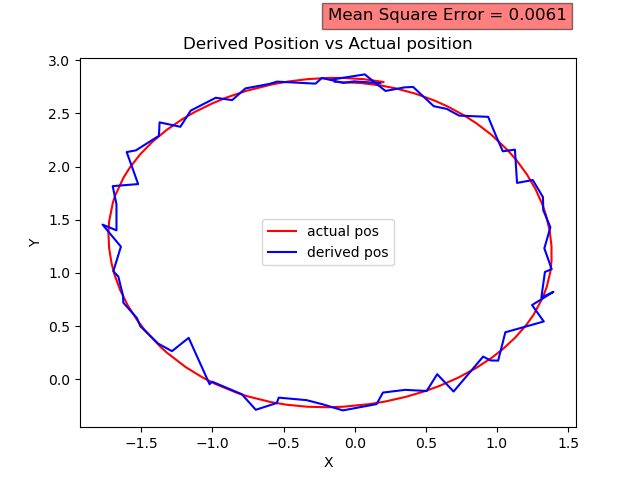 Mean Square Error = 0.0061
Derived Position vs Actual position
3.0
2.5
2.0
1.5
1.0
0.5
0.0
Y
actual pos
derived pos
−1.5 −1.0 −0.5 0.0 0.5 1.0 1.5
X